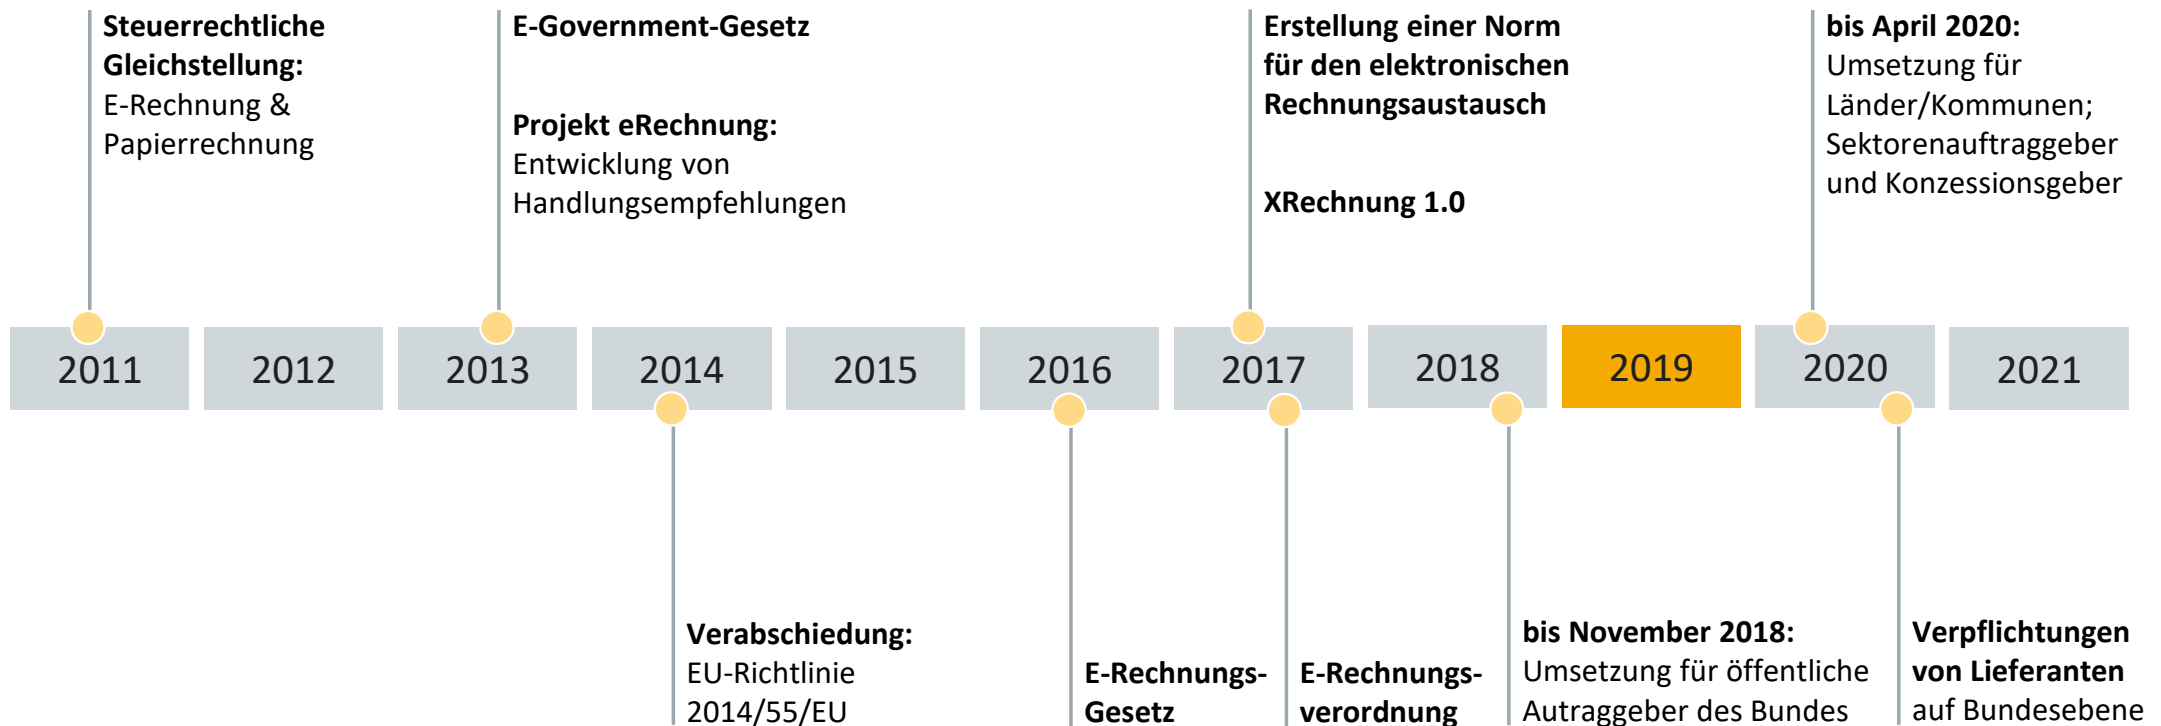 Steuerrechtliche
Gleichstellung:
E-Rechnung &
Papierrechnung
E-Government-Gesetz
Projekt eRechnung:
Entwicklung von
Handlungsempfehlungen
Erstellung einer Norm
für den elektronischen
Rechnungsaustausch
XRechnung 1.0
bis April 2020:
Umsetzung für
Länder/Kommunen;
Sektorenauftraggeber
und Konzessionsgeber
2011
2012
2013
2014
2015
2016
2017
2018
2019
2020
2021
Verabschiedung:
EU-Richtlinie
2014/55/EU
E-Rechnungs-
Gesetz
E-Rechnungs-
verordnung
bis November 2018:
Umsetzung für öffentliche
Autraggeber des Bundes
Verpflichtungen
von Lieferanten
auf Bundesebene